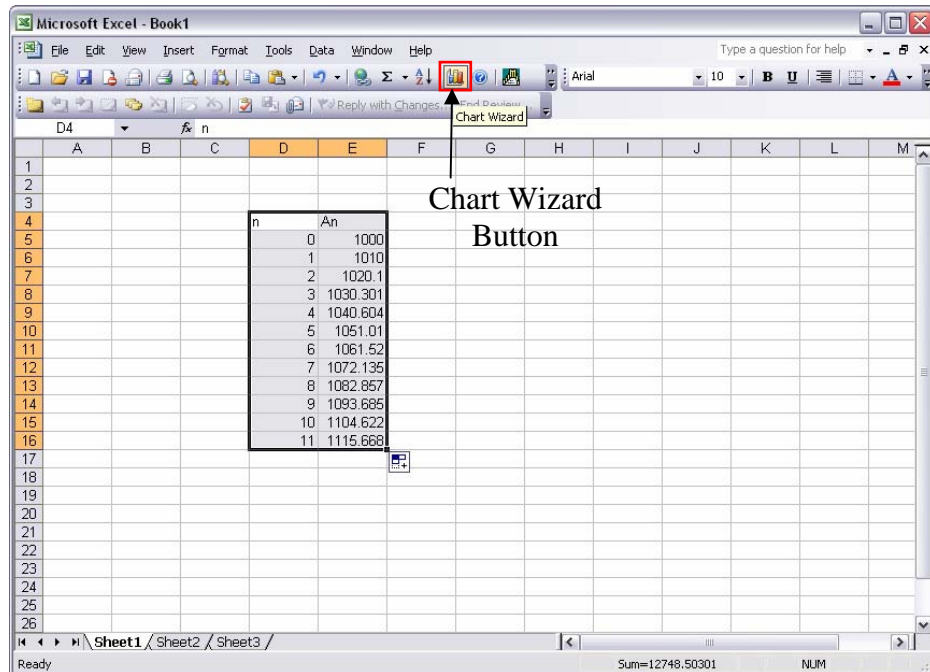 Microsoft Excel - Book1
File Edit View Insert Format Tools Data Window Help Type a question for help
Arial 10 B U A
Reply with Changes... End Review...
Chart Wizard
D4 fx n
A B C D E F G H I J K L M
1
2
3
Chart Wizard
Button
4 n An
5 0 1000
6 1 1010
7 2 1020.1
8 3 1030.301
9 4 1040.604
10 5 1051.01
11 6 1061.52
12 7 1072.135
13 8 1082.857
14 9 1093.685
15 10 1104.622
16 11 1115.668
17
18
19
20
21
22
23
24
25
26
Sheet1 / Sheet2 / Sheet3 /
Ready Sum=12748.50301 NUM